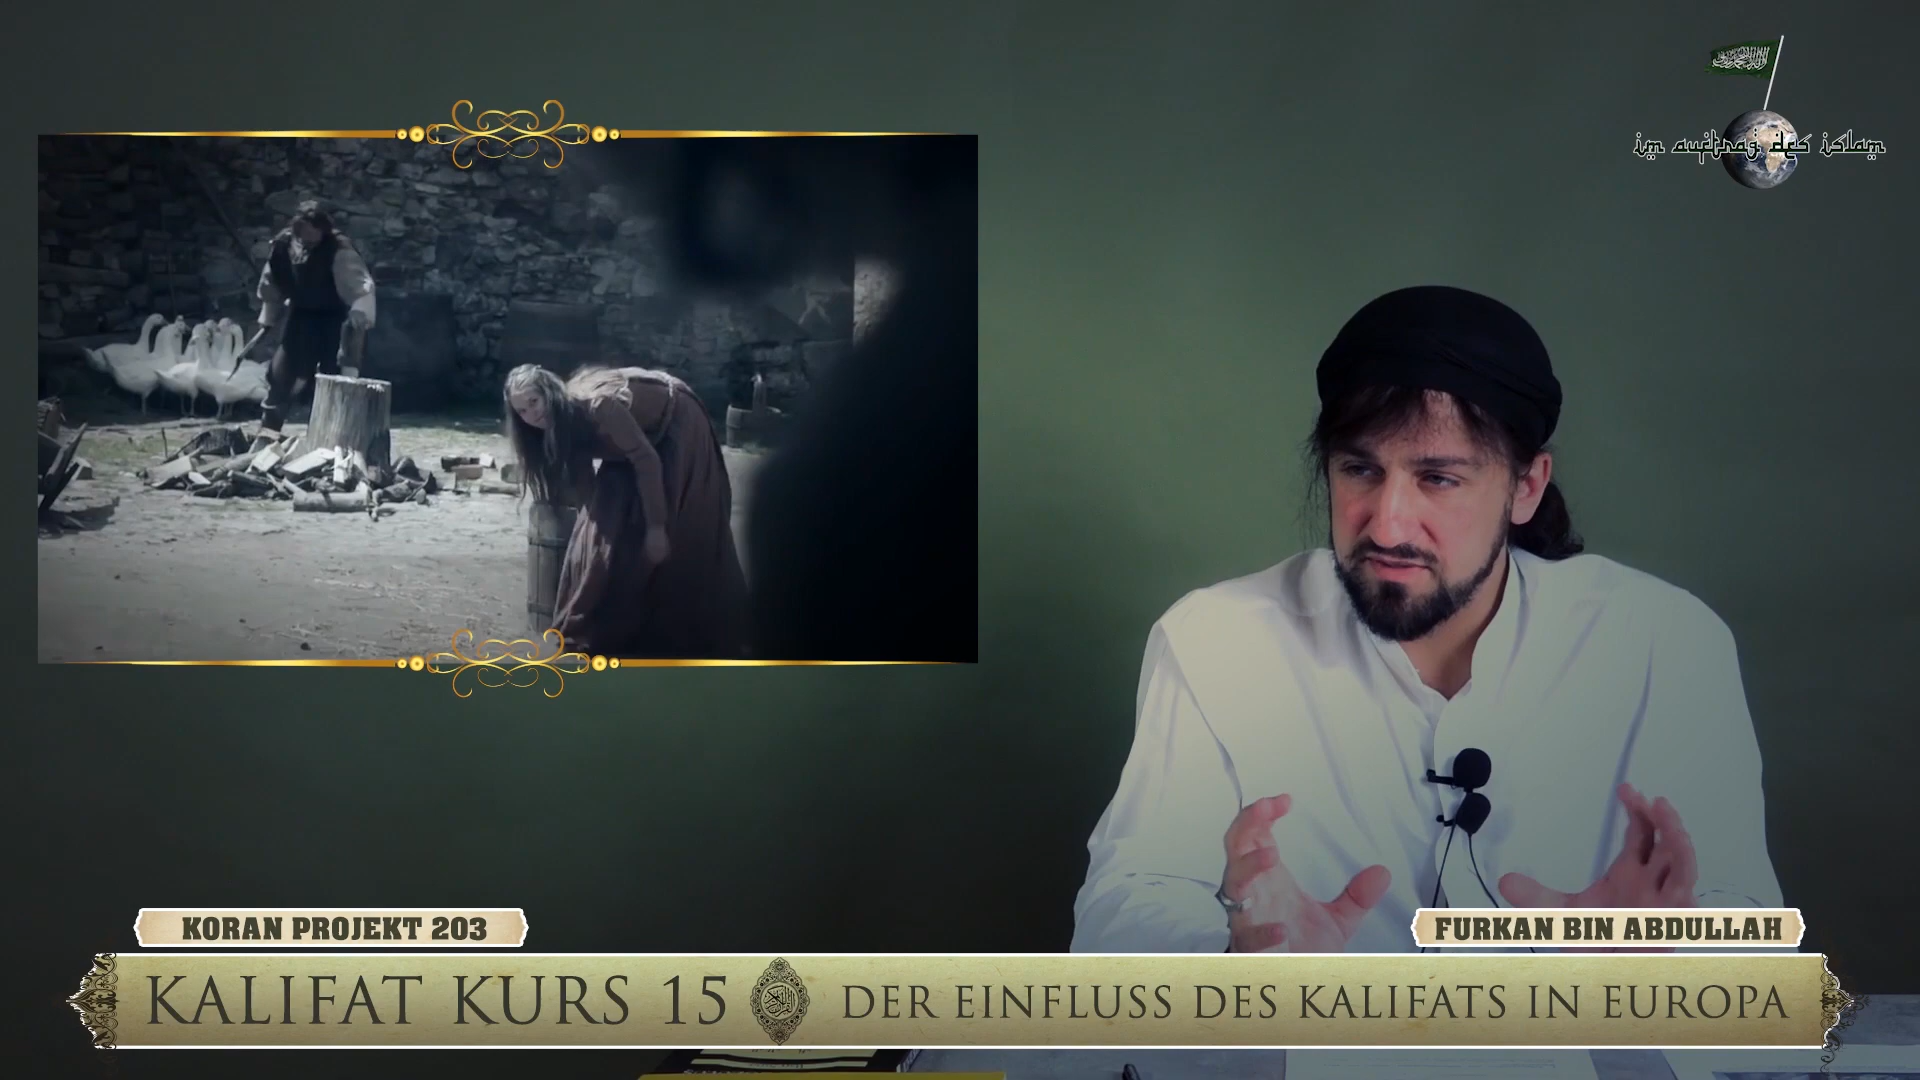 im auftrag des islam
KORAN PROJEKT 203
FURKAN BIN ABDULLAH
KALIFAT KURS 15
DER EINFLUSS DES KALIFATS IN EUROPA